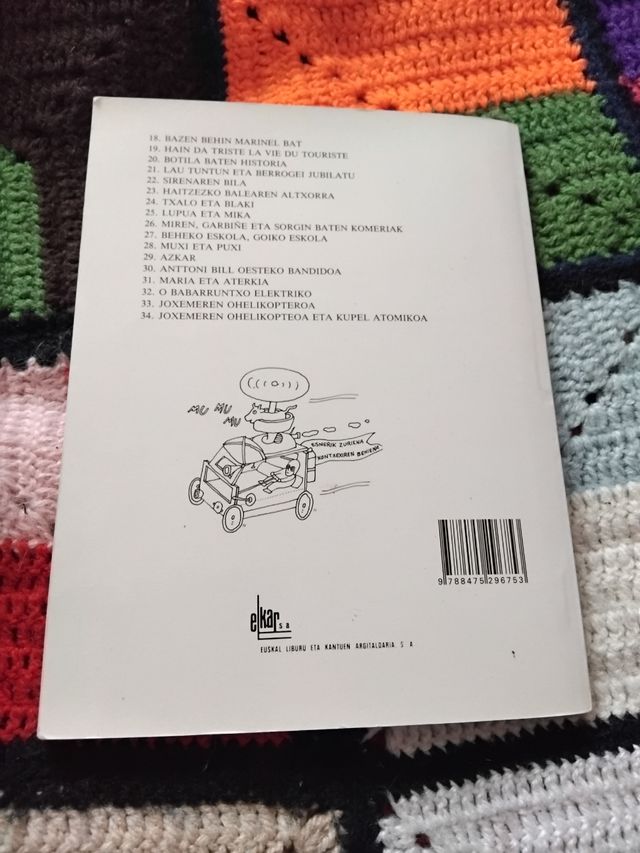 18. BAZEN BEHIN MARINEL BAT
19. HAIN DA TRISTE LA VIE DU TOURISTE
20. BOTILA BATEN HISTORIA
21. LAU TUNTUN ETA BERROGEI JUBILATU
22. SIRENAREN BILA
23. HAITZEZKO BALEAREN ALTXORRA
24. TXALO ETA BLAKI
25. LUPUA ETA MIKA
26. MIREN, GARBIÑE ETA SORGIN BATEN KOMERIAK
27. BEHEKO ESKOLA, GOIKO ESKOLA
28. MUXI ETA PUXI
29. AZKAR
30. ANTTONI BILL OESTEKO BANDIDOA
31. MARIA ETA ATERKIA
32. O BABARRUNTXO ELEKTRIKO
33. JOXEMEREN OHELIKOPTEROA
34. JOXEMEREN OHELIKOPTEOA ETA KUPEL ATOMIKOA
MU MU MU
ESNERIK ZURIENA
KONTAEXIREN BEHIENA
9 788475 296753
elkar s a
EUSKAL LIBURU ETA KANTUEN ARGITALDARIA S A